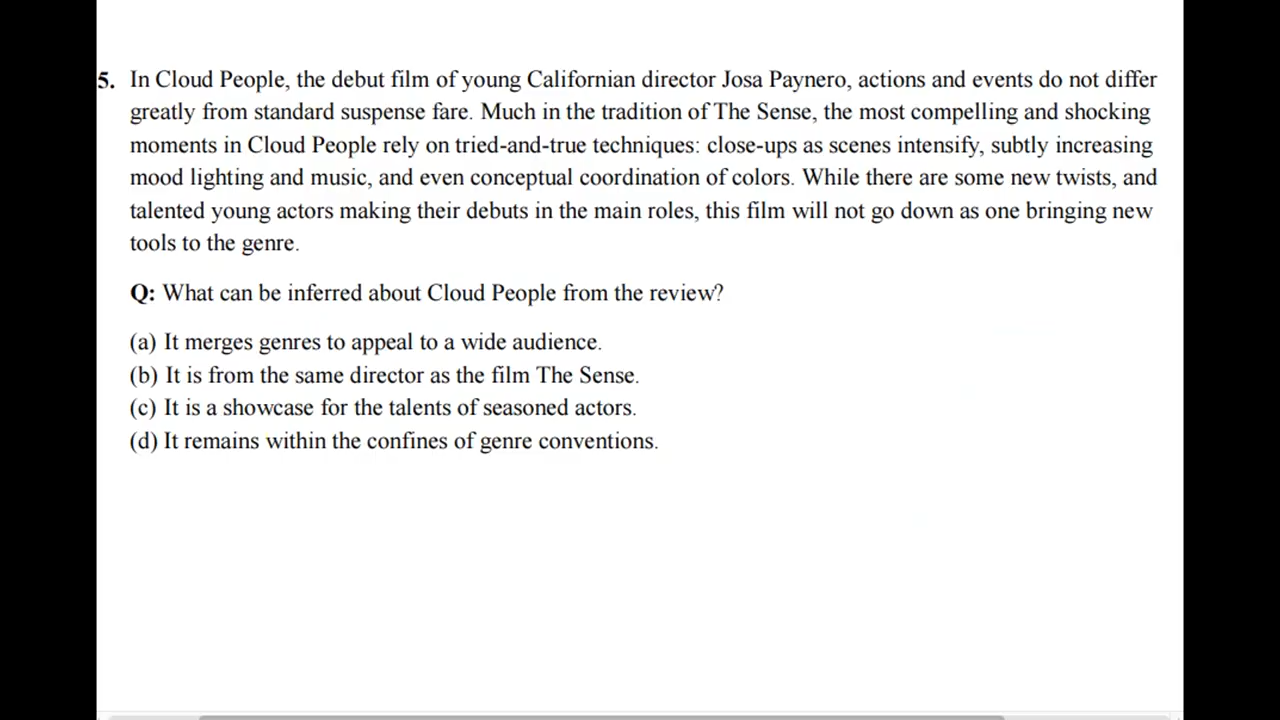 5. In Cloud People, the debut film of young Californian director Josa Paynero, actions and events do not differ
greatly from standard suspense fare. Much in the tradition of The Sense, the most compelling and shocking
moments in Cloud People rely on tried-and-true techniques: close-ups as scenes intensify, subtly increasing
mood lighting and music, and even conceptual coordination of colors. While there are some new twists, and
talented young actors making their debuts in the main roles, this film will not go down as one bringing new
tools to the genre.
Q: What can be inferred about Cloud People from the review?
(a) It merges genres to appeal to a wide audience.
(b) It is from the same director as the film The Sense.
(c) It is a showcase for the talents of seasoned actors.
(d) It remains within the confines of genre conventions.